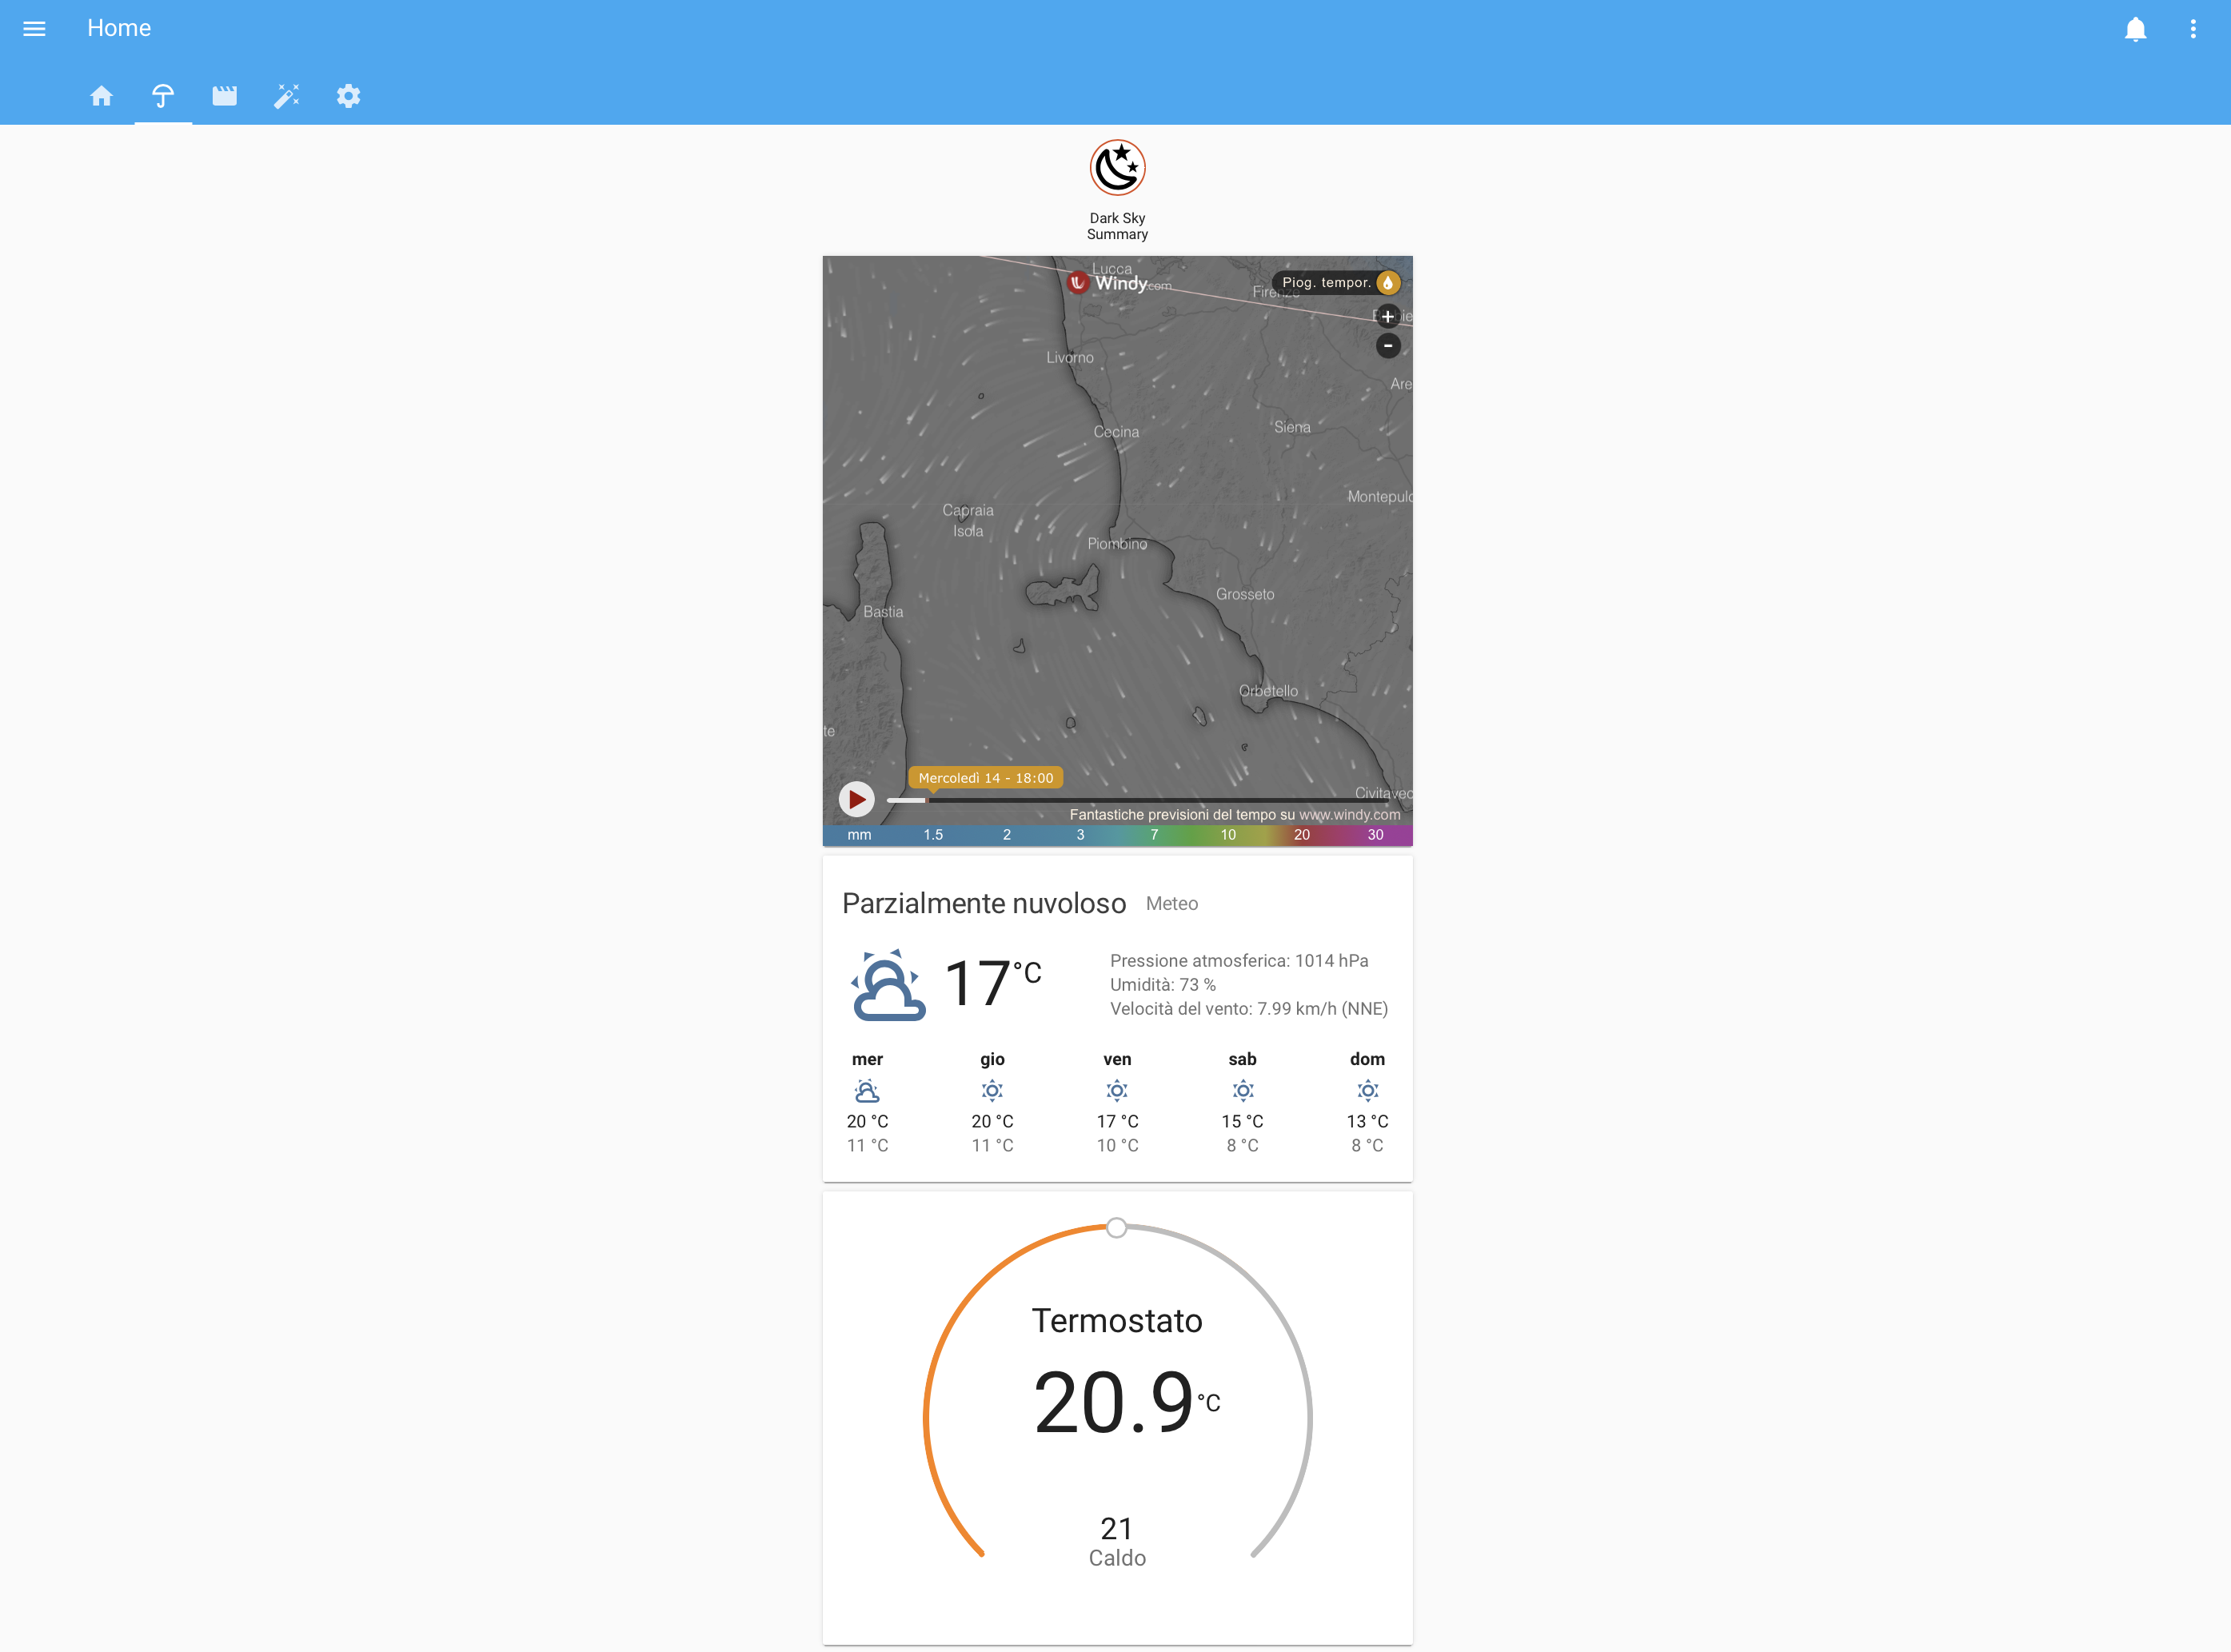 Home
Dark Sky
Summary
Lucca
Windy.com
Piog. tempor.
Firenze
+
Livorno
-
Are
Cecina
Siena
Montepulc
Capraia
Isola
Piombino
Grosseto
Bastia
Orbetello
te
Mercoledì 14 - 18:00
Civitavec
Fantastiche previsioni del tempo su www.windy.com
mm 1.5 2 3 7 10 20 30
Parzialmente nuvoloso Meteo
17 °C
Pressione atmosferica: 1014 hPa
Umidità: 73 %
Velocità del vento: 7.99 km/h (NNE)
mer gio ven sab dom
20 °C 20 °C 17 °C 15 °C 13 °C
11 °C 11 °C 10 °C 8 °C 8 °C
Termostato
20.9 °C
21
Caldo